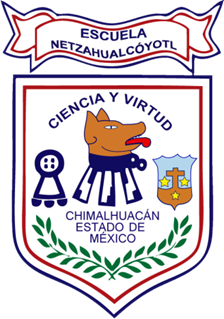 ESCUELA
NETZAHUALCÓYOTL
CIENCIA Y VIRTUD
CHIMALHUACÁN
ESTADO DE
MÉXICO